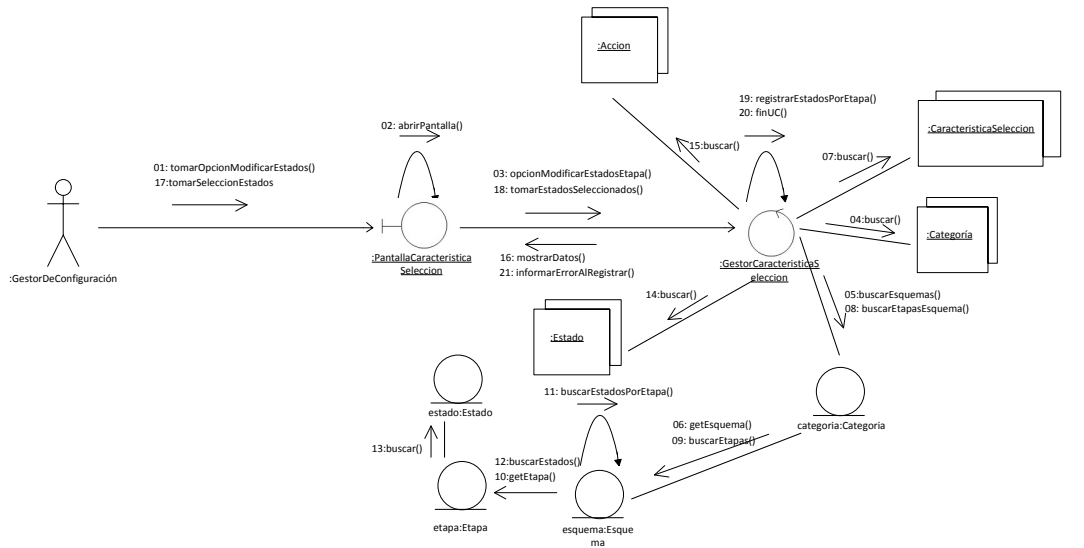 :Accion
19: registrarEstadosPorEtapa()
20: finUC()
:CaracteristicaSeleccion
02: abrirPantalla()
15:buscar()
07:buscar()
01: tomarOpcionModificarEstados()
17:tomarSeleccionEstados
03: opcionModificarEstadosEtapa()
18: tomarEstadosSeleccionados()
04:buscar()
:Categoría
:GestorDeConfiguración
:PantallaCaracteristica
Seleccion
16: mostrarDatos()
21: informarErrorAlRegistrar()
:GestorCaracteristicaS
eleccion
14:buscar()
05:buscarEsquemas()
08: buscarEtapasEsquema()
:Estado
11: buscarEstadosPorEtapa()
estado:Estado
categoria:Categoria
06: getEsquema()
09: buscarEtapas()
13:buscar()
12:buscarEstados()
10:getEtapa()
etapa:Etapa
esquema:Esque
ma